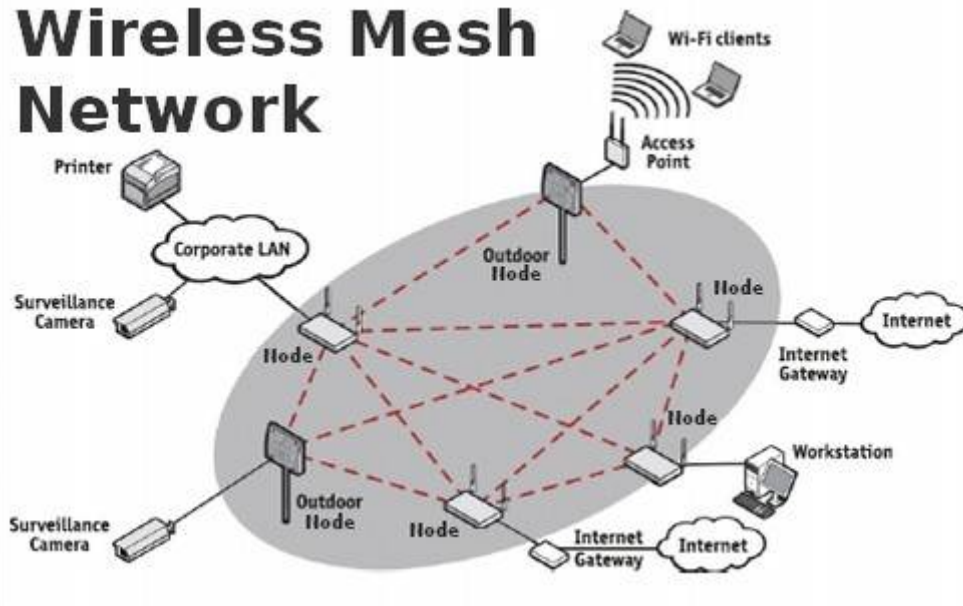 Wireless Mesh
Network
Wi-Fi clients
Access
Point
Printer
Corporate LAN
Outdoor
Node
Surveillance
Camera
Node
Node
Internet
Internet
Gateway
Node
Workstation
Outdoor
Node
Node
Surveillance
Camera
Internet
Gateway
Internet